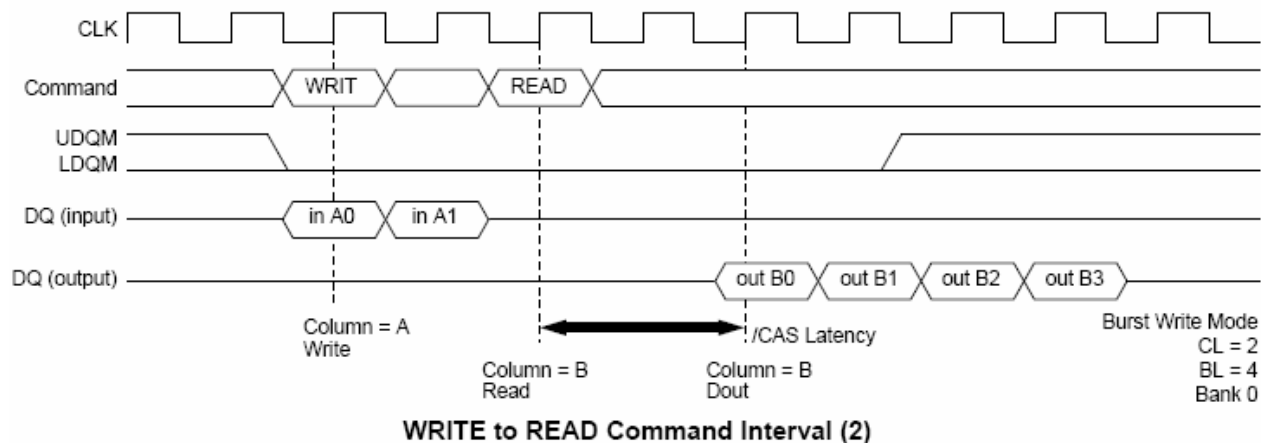 CLK
Command
WRIT
READ
UDQM
LDQM
DQ (input)
in A0
in A1
DQ (output)
out B0
out B1
out B2
out B3
Column = A
Write
/CAS Latency
Column = B
Read
Column = B
Dout
Burst Write Mode
CL = 2
BL = 4
Bank 0
WRITE to READ Command Interval (2)